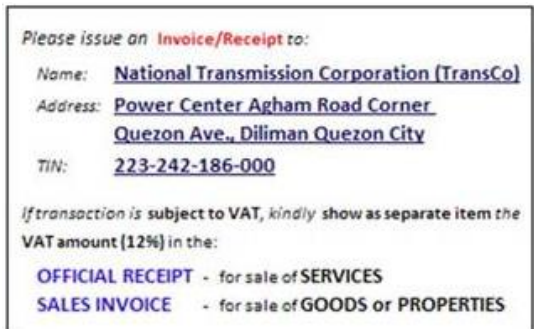 Please issue an Invoice/Receipt to:
Name: National Transmission Corporation (TransCo)
Address: Power Center Agham Road Corner
Quezon Ave., Diliman Quezon City
TIN: 223-242-186-000
If transaction is subject to VAT, kindly show as separate item the
VAT amount (12%) in the:
OFFICIAL RECEIPT - for sale of SERVICES
SALES INVOICE - for sale of GOODS or PROPERTIES